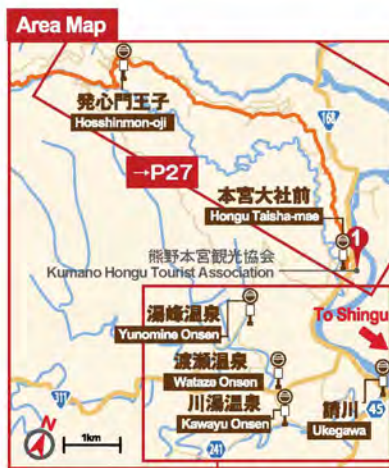 Area Map
発心門王子
Hosshinmon-oji
168
→P27
本宮大社前
Hongu Taisha-mae
1
熊野本宮観光協会
Kumano Hongu Tourist Association
湯峰温泉
Yunomine Onsen
To Shingu
渡瀬温泉
Wataze Onsen
311
川湯温泉
Kawayu Onsen
請川
45
Ukegawa
N
1km
241